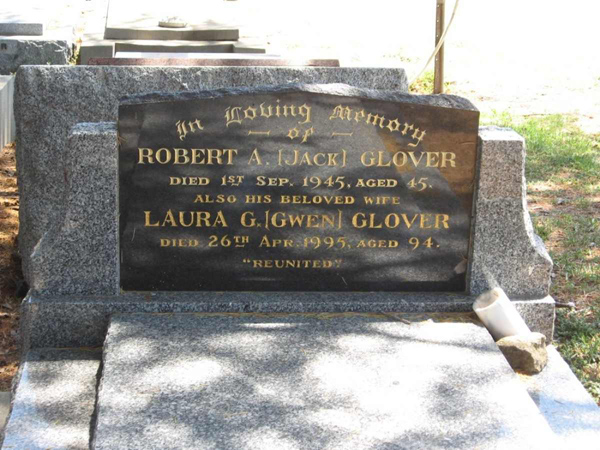 In Loving Memory
— of —
ROBERT A. [JACK] GLOVER
DIED 1ST SEP. 1945, AGED 45.
ALSO HIS BELOVED WIFE
LAURA G. [GWEN] GLOVER
DIED 26TH APR. 1995, AGED 94.
"REUNITED"